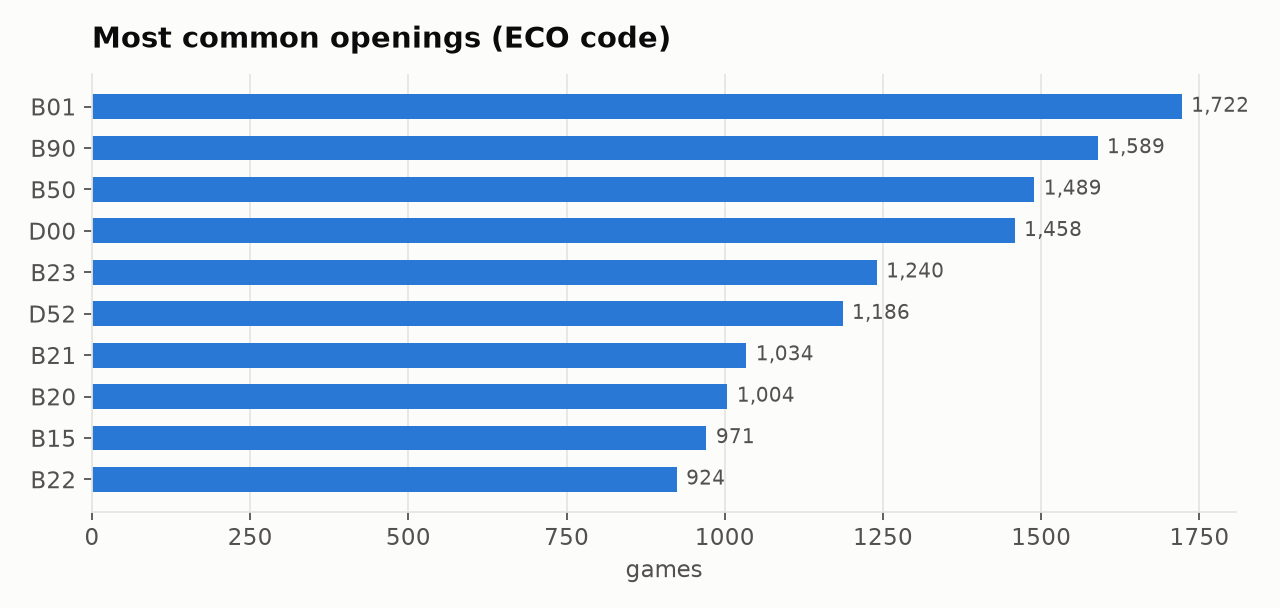 Most common openings (ECO code)
B01 1,722
B90 1,589
B50 1,489
D00 1,458
B23 1,240
D52 1,186
B21 1,034
B20 1,004
B15 971
B22 924
0 250 500 750 1000 1250 1500 1750
games